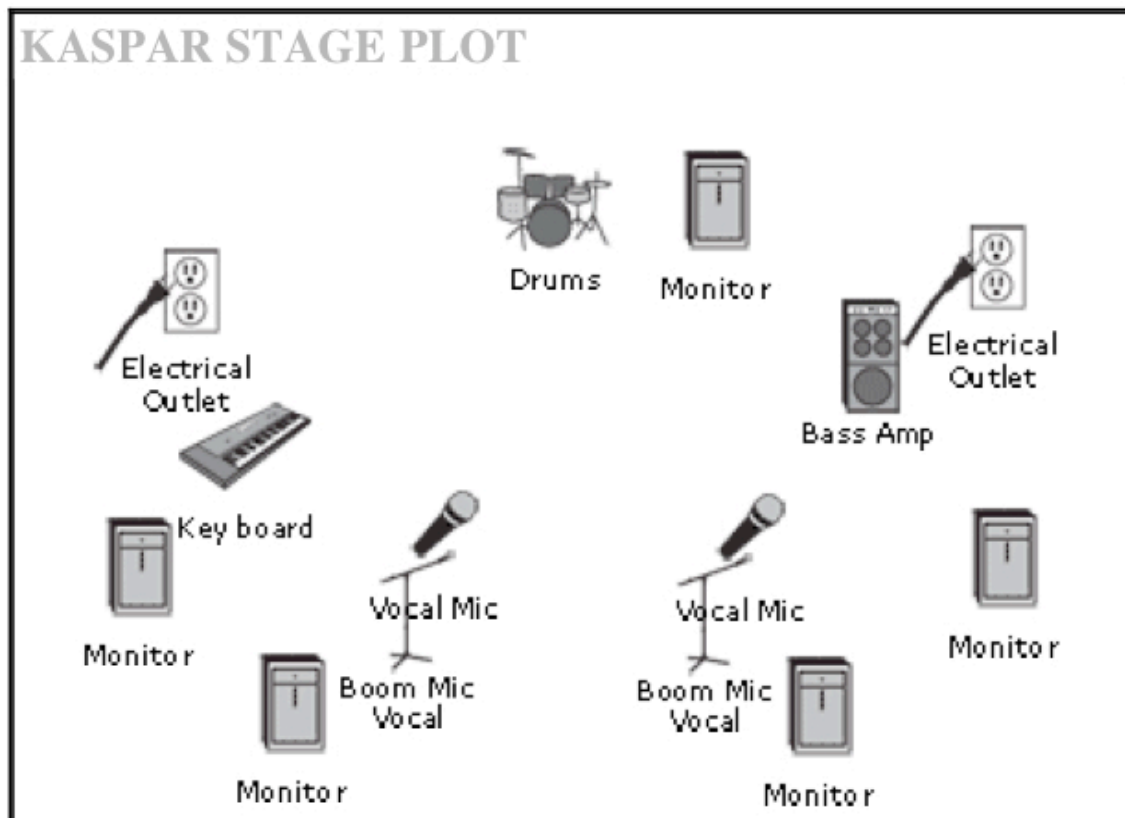 KASPAR STAGE PLOT
Drums
Monitor
Electrical
Outlet
Electrical
Outlet
Bass Amp
Key board
Vocal Mic
Vocal Mic
Monitor
Monitor
Boom Mic
Vocal
Boom Mic
Vocal
Monitor
Monitor